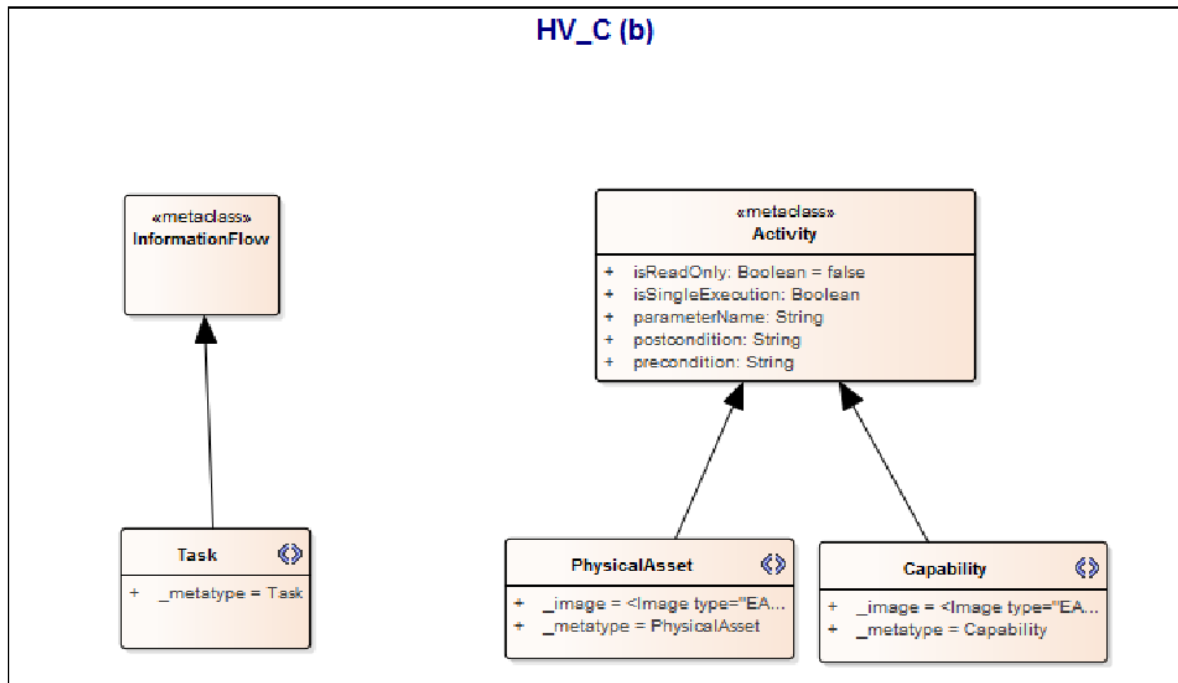 HV_C (b)
«metaclass»
InformationFlow
«metaclass»
Activity
+ isReadOnly: Boolean = false
+ isSingleExecution: Boolean
+ parameterName: String
+ postcondition: String
+ precondition: String
Task
+ _metatype = Task
PhysicalAsset
+ _image = <Image type="EA...
+ _metatype = PhysicalAsset
Capability
+ _image = <Image type="EA...
+ _metatype = Capability